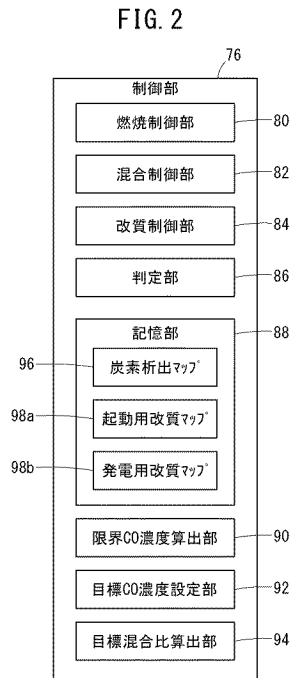 FIG. 2
76
制御部
燃焼制御部
80
混合制御部
82
改質制御部
84
判定部
86
記憶部
88
96
炭素析出マップ
98a
起動用改質マップ
98b
発電用改質マップ
限界CO濃度算出部
90
目標CO濃度設定部
92
目標混合比算出部
94